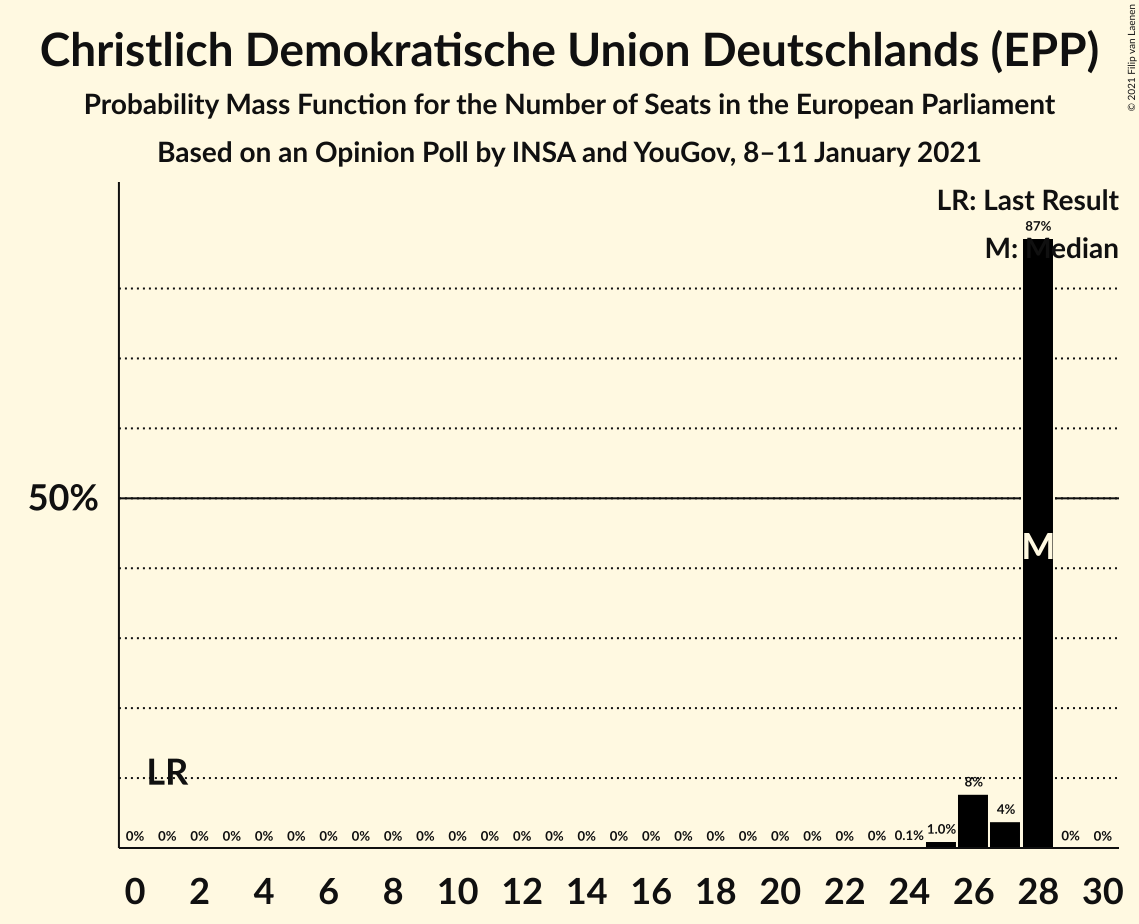 Christlich Demokratische Union Deutschlands (EPP)
Probability Mass Function for the Number of Seats in the European Parliament
Based on an Opinion Poll by INSA and YouGov, 8–11 January 2021
© 2021 Filip van Laenen
LR: Last Result
M: Median
87%
50%
M
LR
0% 0% 0% 0% 0% 0% 0% 0% 0% 0% 0% 0% 0% 0% 0% 0% 0% 0% 0% 0% 0% 0% 0% 0% 0.1% 1.0% 8% 4% 0% 0%
0 2 4 6 8 10 12 14 16 18 20 22 24 26 28 30